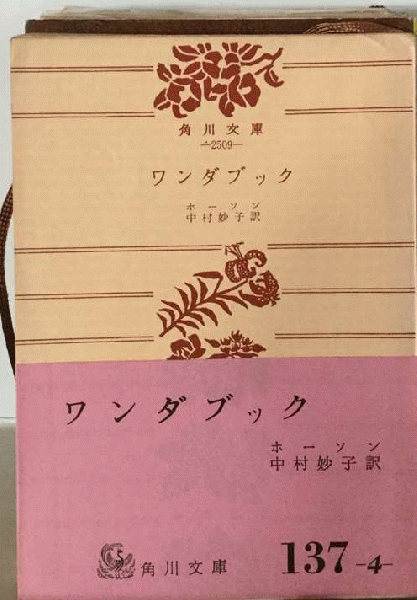 角川文庫
—2509—
ワンダブック
ホーソン
中村妙子訳
ワンダブック
ホーソン
中村妙子訳
角川文庫
137-4-